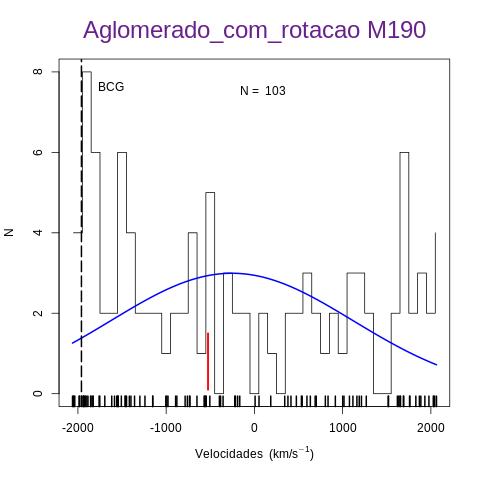 Aglomerado_com_rotacao M190
BCG
N = 103
N
8
6
4
2
0
-2000 -1000 0 1000 2000
Velocidades (km/s⁻¹)